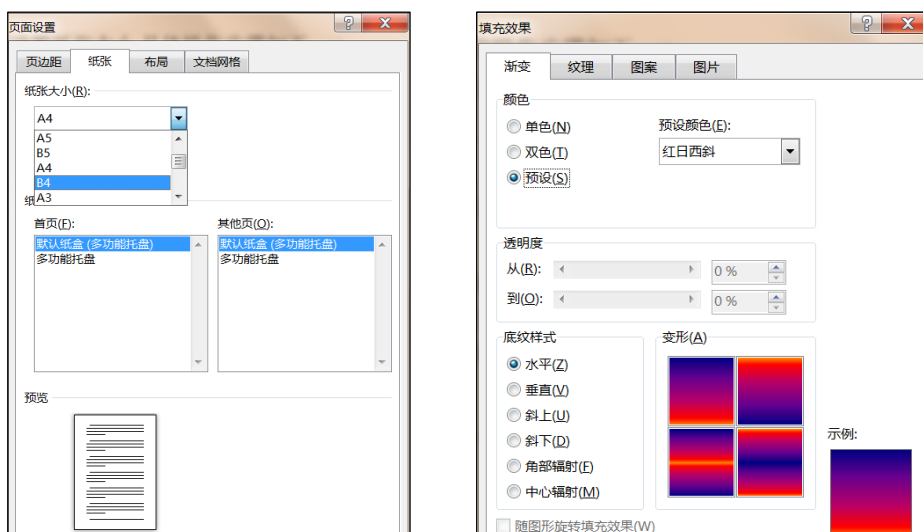 页面设置
页边距 纸张 布局 文档网格
纸张大小(R):
A4
A5
B5
A4
B4
A3
纸
首页(F):
其他页(O):
默认纸盒 (多功能托盘)
多功能托盘
默认纸盒 (多功能托盘)
多功能托盘
预览
填充效果
渐变 纹理 图案 图片
颜色
单色(N)
双色(T)
预设(S)
预设颜色(E):
红日西斜
透明度
从(R): 0 %
到(O): 0 %
底纹样式
水平(Z)
垂直(V)
斜上(U)
斜下(D)
角部辐射(F)
中心辐射(M)
变形(A)
示例:
随图形旋转填充效果(W)